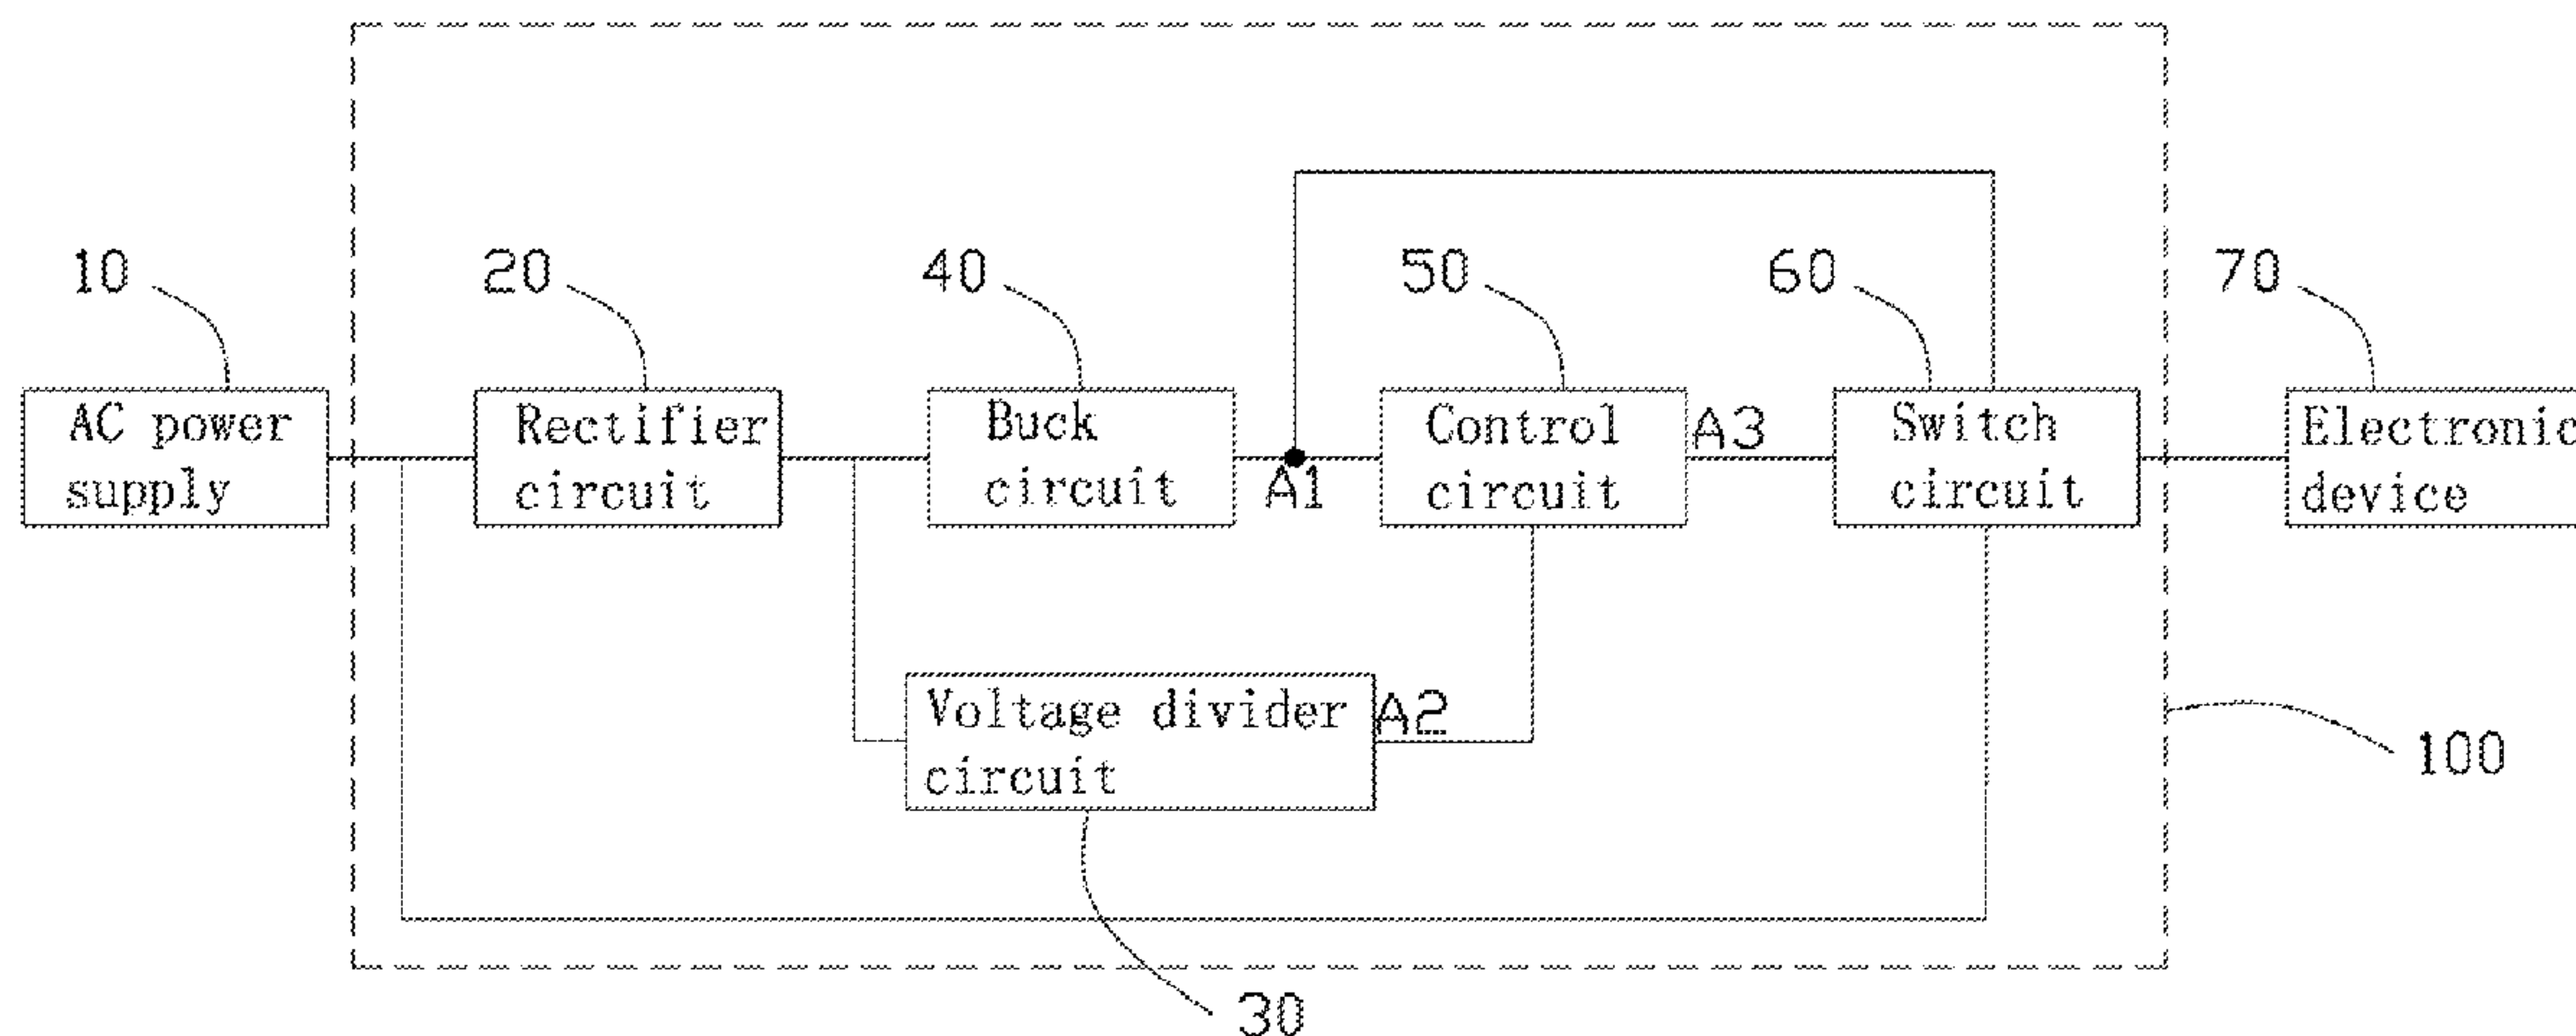 10
20
40
50
60
70
AC power
supply
Rectifier
circuit
Buck
circuit
A1
Control
circuit
A3
Switch
circuit
Electronic
device
Voltage divider
circuit
A2
100
30